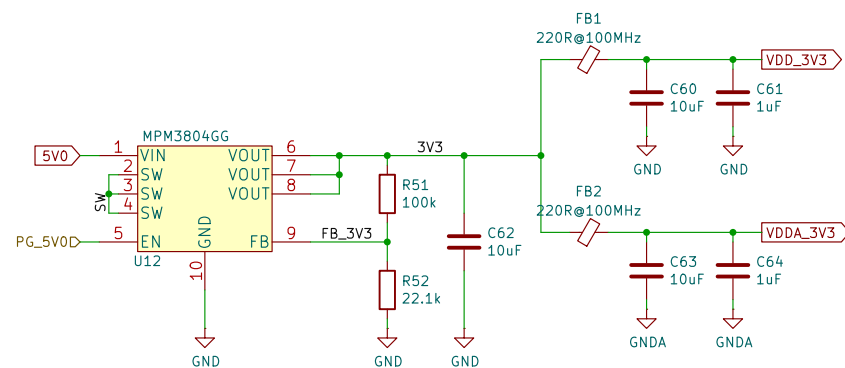 FB1
220R@100MHz
VDD_3V3
C60
10uF
C61
1uF
GND
GND
MPM3804GG
5V0
1
VIN
VOUT
6
3V3
2
SW
VOUT
7
SW
3
SW
VOUT
8
4
SW
PG_5V0
5
EN
GND
FB
9
FB_3V3
U12
10
GND
R51
100k
R52
22.1k
GND
C62
10uF
GND
FB2
220R@100MHz
VDDA_3V3
C63
10uF
C64
1uF
GNDA
GNDA